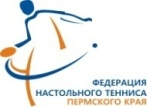 ФЕДЕРАЦИЯ
НАСТОЛЬНОГО ТЕННИСА
ПЕРМСКОГО КРАЯ